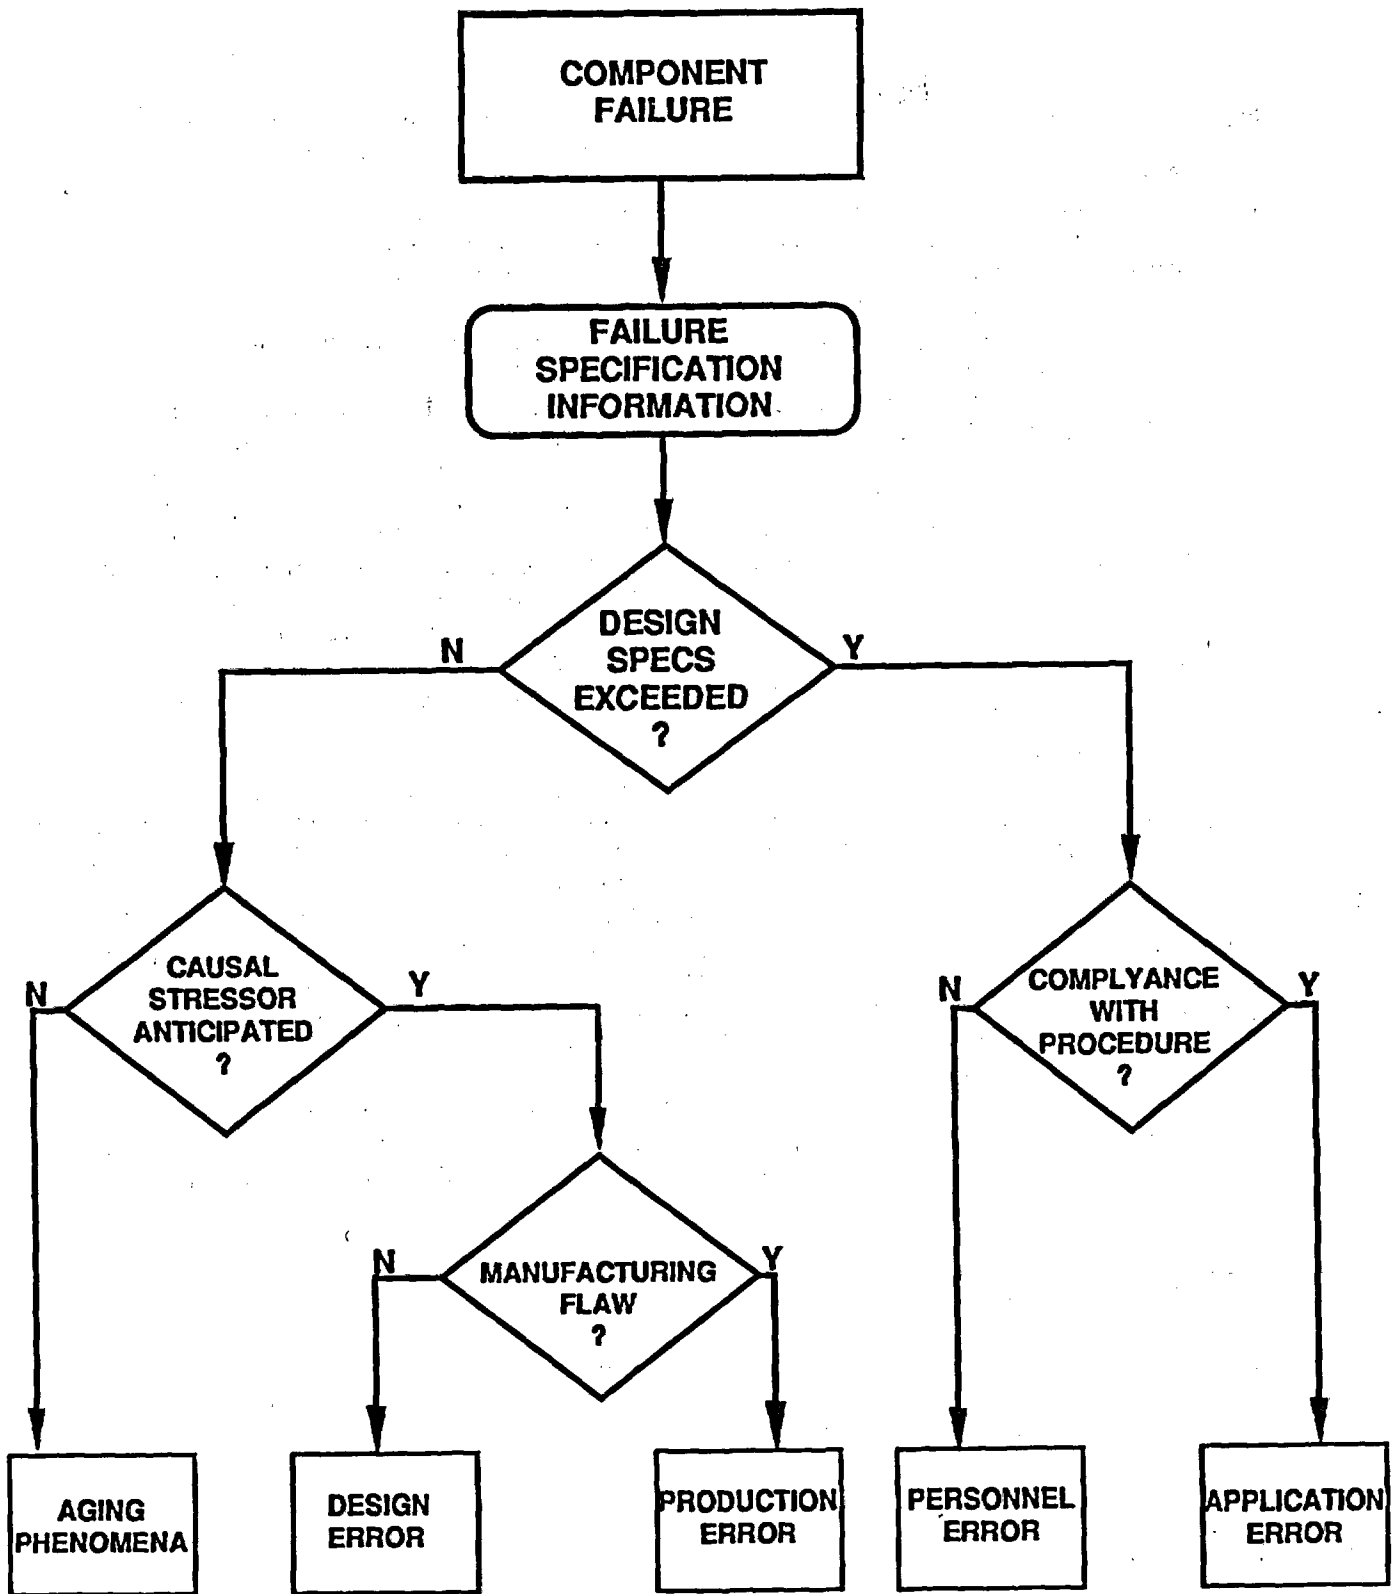 COMPONENT
FAILURE
FAILURE
SPECIFICATION
INFORMATION
DESIGN
SPECS
EXCEEDED
?
N
Y
CAUSAL
STRESSOR
ANTICIPATED
?
N
Y
COMPLYANCE
WITH
PROCEDURE
?
N
Y
MANUFACTURING
FLAW
?
N
Y
AGING
PHENOMENA
DESIGN
ERROR
PRODUCTION
ERROR
PERSONNEL
ERROR
APPLICATION
ERROR